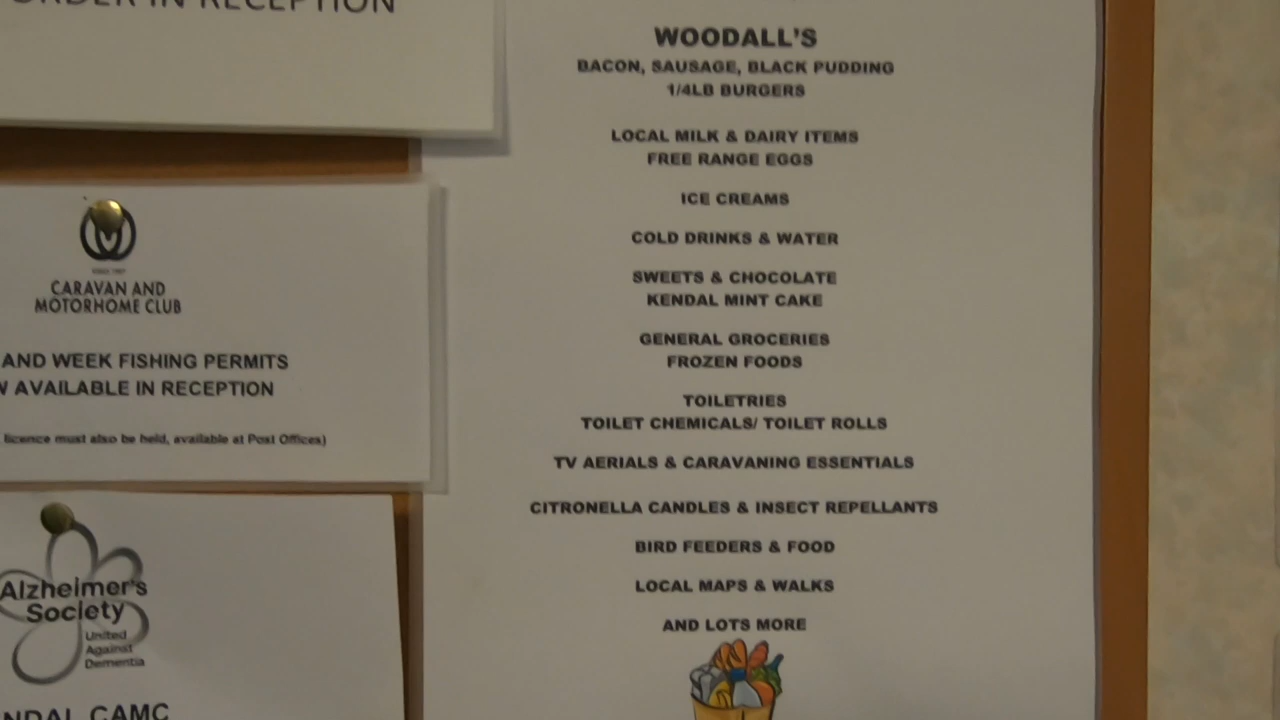 ORDER IN RECEPTION
CARAVAN AND
MOTORHOME CLUB
AND WEEK FISHING PERMITS
AVAILABLE IN RECEPTION
licence must also be held, available at Post Offices)
Alzheimer's
Society
United
Against
Dementia
CAMC
WOODALL'S
BACON, SAUSAGE, BLACK PUDDING
1/4LB BURGERS
LOCAL MILK & DAIRY ITEMS
FREE RANGE EGGS
ICE CREAMS
COLD DRINKS & WATER
SWEETS & CHOCOLATE
KENDAL MINT CAKE
GENERAL GROCERIES
FROZEN FOODS
TOILETRIES
TOILET CHEMICALS/ TOILET ROLLS
TV AERIALS & CARAVANING ESSENTIALS
CITRONELLA CANDLES & INSECT REPELLANTS
BIRD FEEDERS & FOOD
LOCAL MAPS & WALKS
AND LOTS MORE